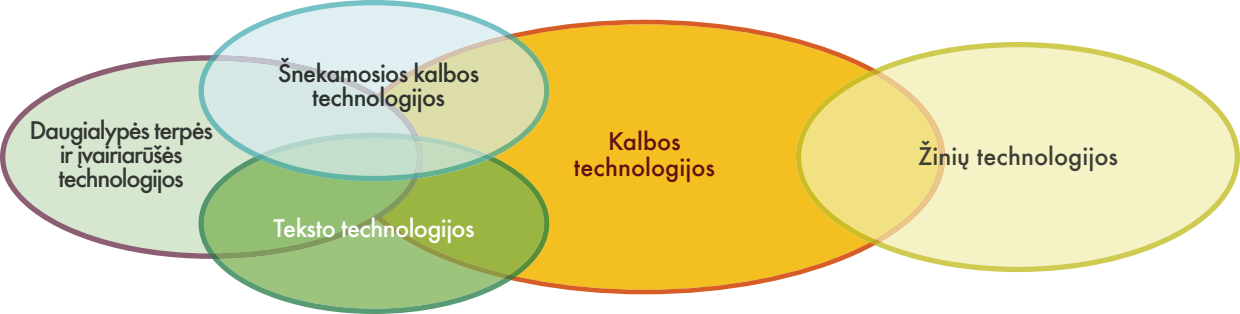 Šnekamosios kalbos
technologijos
Daugialypės terpės
ir įvairiarūšės
technologijos
Kalbos
technologijos
Žinių technologijos
Teksto technologijos